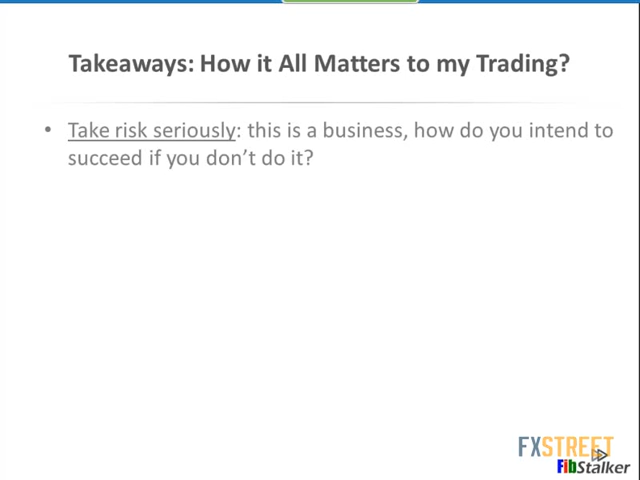 Takeaways: How it All Matters to my Trading?
• Take risk seriously: this is a business, how do you intend to
succeed if you don’t do it?
FXSTREET
FibStalker